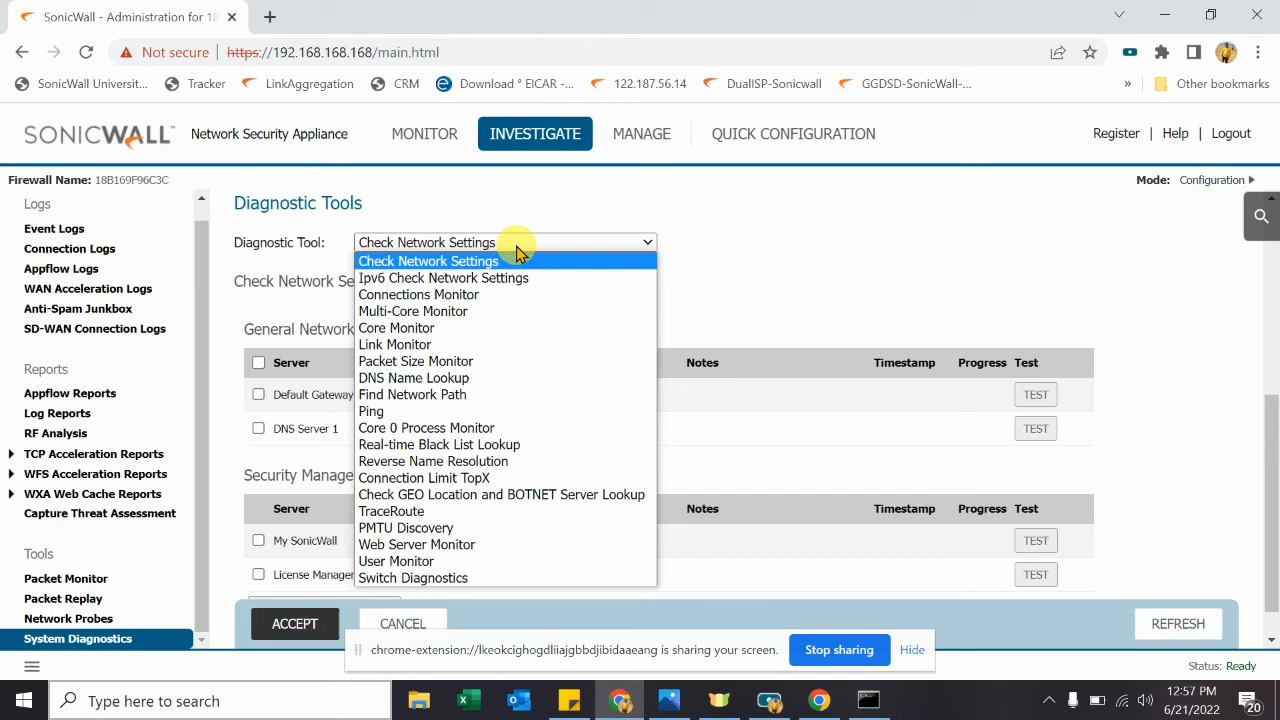 SonicWall - Administration for 18
Not secure
https://192.168.168.168/main.html
SonicWall Universit...
Tracker
LinkAggregation
CRM
Download ° EICAR -...
122.187.56.14
DualISP-Sonicwall
GGDSD-SonicWall-...
»
Other bookmarks
SONICWALL
Network Security Appliance
MONITOR
INVESTIGATE
MANAGE
QUICK CONFIGURATION
Register | Help | Logout
Firewall Name: 18B169F96C3C
Mode: Configuration
Logs
Event Logs
Connection Logs
Appflow Logs
WAN Acceleration Logs
Anti-Spam Junkbox
SD-WAN Connection Logs
Reports
Appflow Reports
Log Reports
RF Analysis
TCP Acceleration Reports
WFS Acceleration Reports
WXA Web Cache Reports
Capture Threat Assessment
Tools
Packet Monitor
Packet Replay
Network Probes
System Diagnostics
Diagnostic Tools
Diagnostic Tool:
Check Network Settings
Check Network Settings
Ipv6 Check Network Settings
Connections Monitor
Multi-Core Monitor
Core Monitor
Link Monitor
Packet Size Monitor
DNS Name Lookup
Find Network Path
Ping
Core 0 Process Monitor
Real-time Black List Lookup
Reverse Name Resolution
Connection Limit TopX
Check GEO Location and BOTNET Server Lookup
TraceRoute
PMTU Discovery
Web Server Monitor
User Monitor
Switch Diagnostics
Check Network Se
General Network
Server
Notes
Timestamp
Progress
Test
Default Gateway
TEST
DNS Server 1
TEST
Security Manage
Server
Notes
Timestamp
Progress
Test
My SonicWall
TEST
License Manager
TEST
ACCEPT
CANCEL
REFRESH
chrome-extension://lkeokcighogdliiajgbbdjibidaaeang is sharing your screen.
Stop sharing
Hide
Status: Ready
Type here to search
12:57 PM
6/21/2022
20